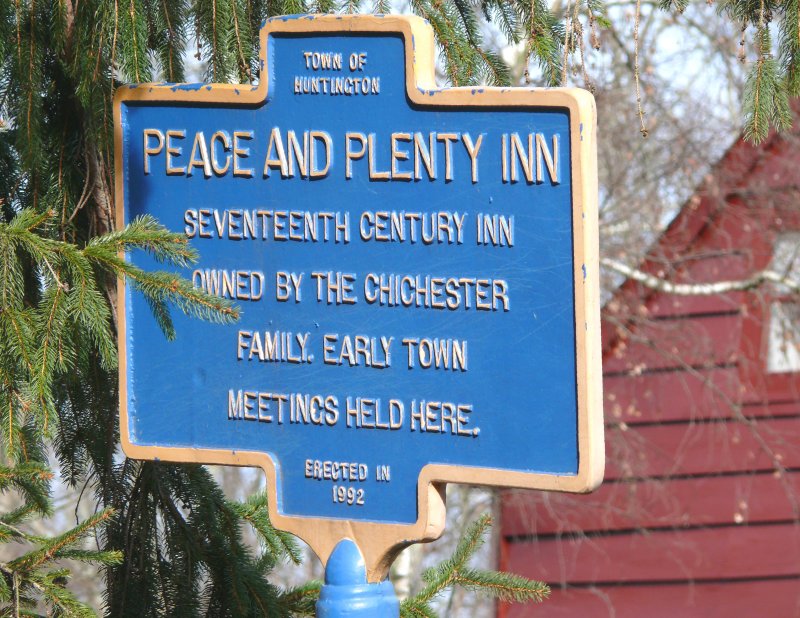 TOWN OF
HUNTINGTON
PEACE AND PLENTY INN
SEVENTEENTH CENTURY INN
OWNED BY THE CHICHESTER
FAMILY. EARLY TOWN
MEETINGS HELD HERE.
ERECTED IN
1992